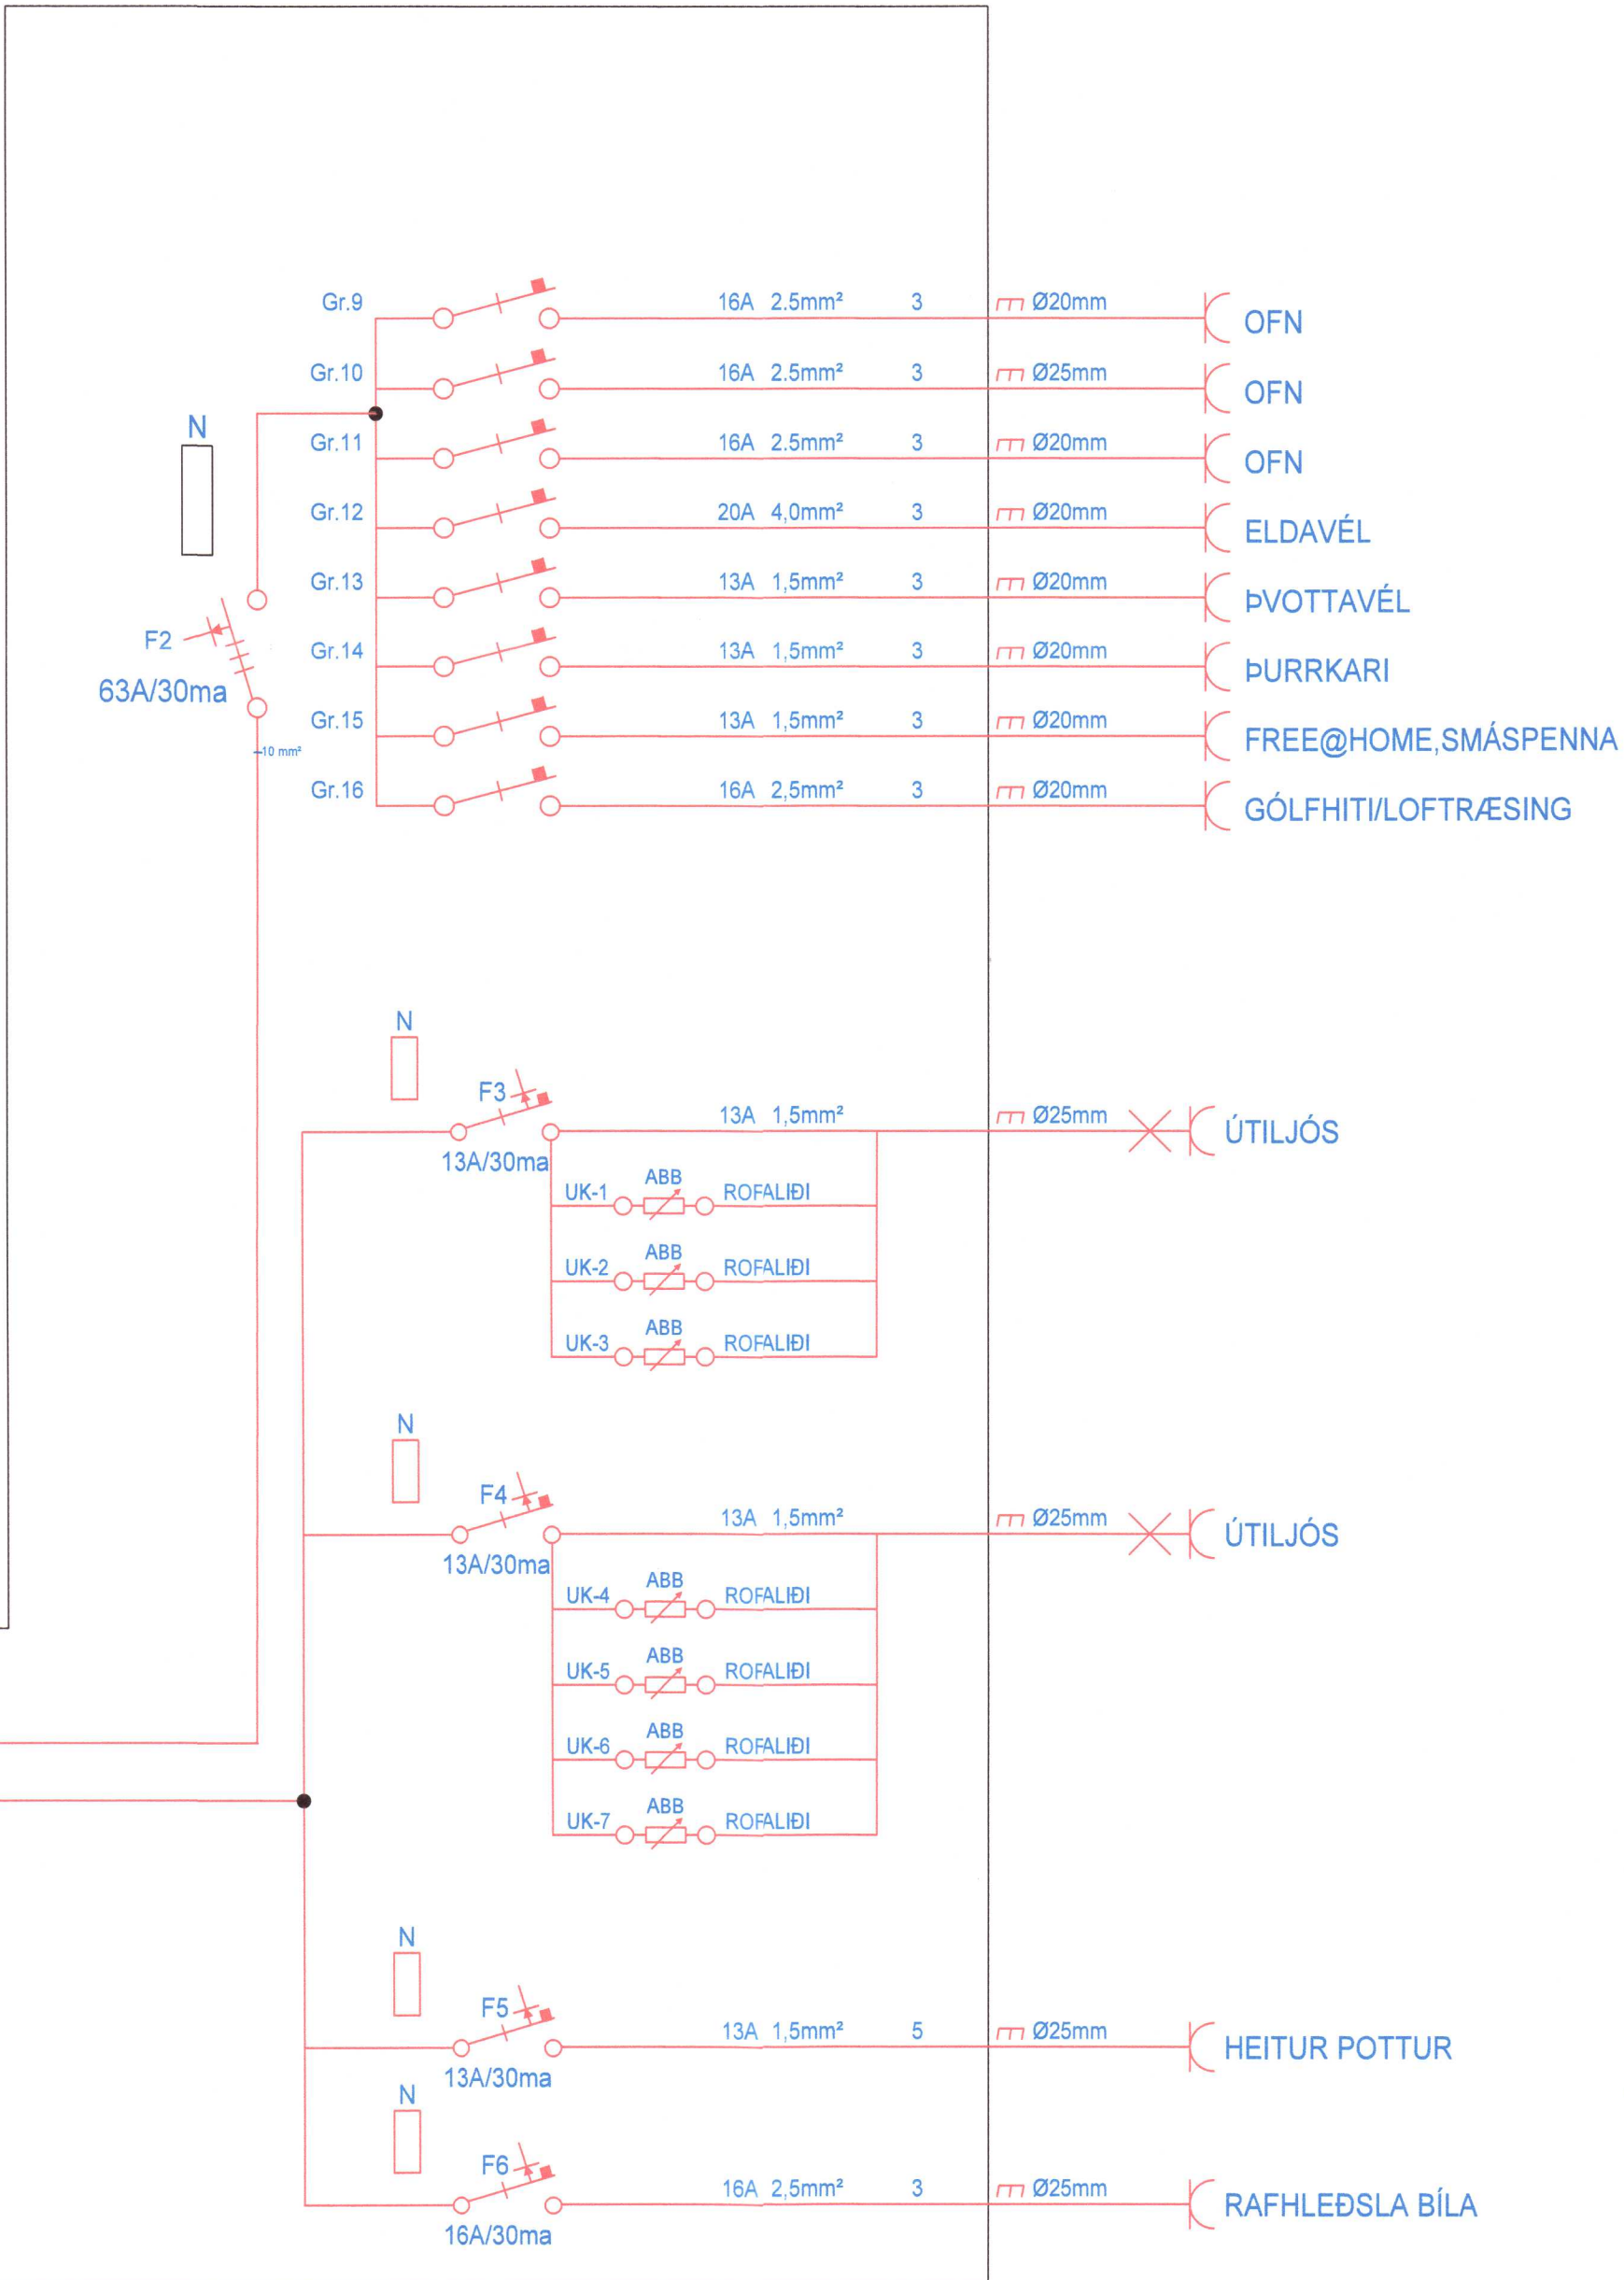 Gr.9 16A 2.5mm² 3 Ø20mm OFN
Gr.10 16A 2.5mm² 3 Ø25mm OFN
N
Gr.11 16A 2.5mm² 3 Ø20mm OFN
Gr.12 20A 4,0mm² 3 Ø20mm ELDAVÉL
Gr.13 13A 1,5mm² 3 Ø20mm ÞVOTTAVÉL
F2
63A/30ma
Gr.14 13A 1,5mm² 3 Ø20mm ÞURRKARI
Gr.15 13A 1,5mm² 3 Ø20mm FREE@HOME,SMÁSPENNA
10 mm²
Gr.16 16A 2,5mm² 3 Ø20mm GÓLFHITI/LOFTRÆSING
N
F3 13A 1,5mm² Ø25mm ÚTILJÓS
13A/30ma
UK-1 ABB ROFALIÐI
UK-2 ABB ROFALIÐI
UK-3 ABB ROFALIÐI
N
F4 13A 1,5mm² Ø25mm ÚTILJÓS
13A/30ma
UK-4 ABB ROFALIÐI
UK-5 ABB ROFALIÐI
UK-6 ABB ROFALIÐI
UK-7 ABB ROFALIÐI
N
F5 13A 1,5mm² 5 Ø25mm HEITUR POTTUR
13A/30ma
N
F6 16A 2,5mm² 3 Ø25mm RAFHLEÐSLA BÍLA
16A/30ma